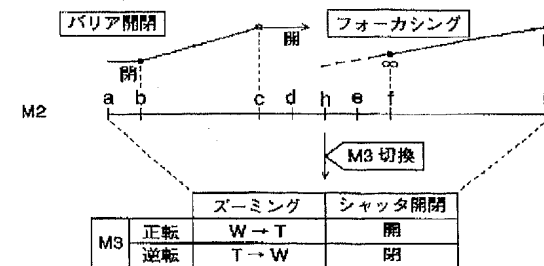 バリア開閉
開
フォーカシング
閉
∞
a b c d h e f
M2
M3 切換
ズーミング シャッタ開閉
M3 正転 W→T 開
逆転 T→W 閉